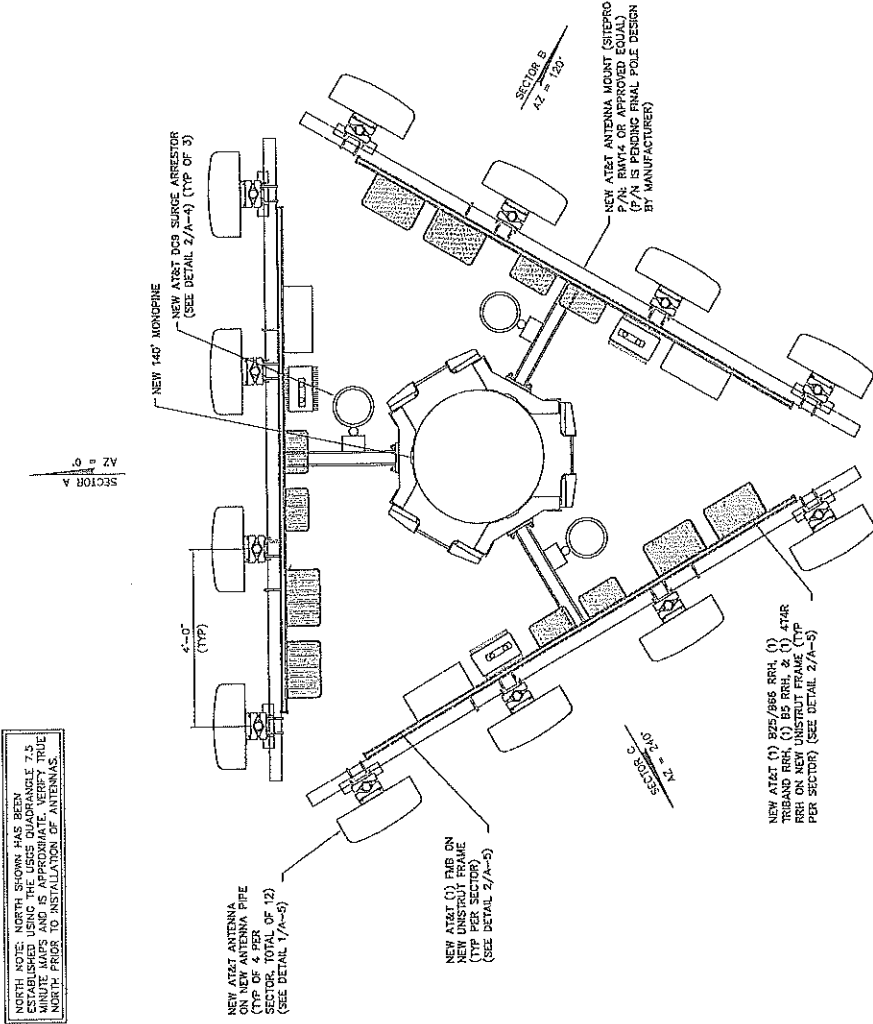 NORTH NOTE: NORTH SHOWN HAS BEEN
ESTABLISHED USING THE USGS QUADRANGLE 7.5
MINUTE MAPS AND IS APPROXIMATE. VERIFY TRUE
NORTH PRIOR TO INSTALLATION OF ANTENNAS.
SECTOR A
AZ = 0°
NEW 140' MONOPINE
NEW AT&T DC9 SURGE ARRESTOR
(SEE DETAIL 2/A-4) (TYP OF 3)
SECTOR B
AZ = 120°
4'-0"
(TYP)
NEW AT&T ANTENNA MOUNT (SITEPRO
P/N: RMV14 OR APPROVED EQUAL)
(P/N IS PENDING FINAL POLE DESIGN
BY MANUFACTURER)
NEW AT&T ANTENNA
ON NEW ANTENNA PIPE
(TYP OF 4 PER
SECTOR, TOTAL OF 12)
(SEE DETAIL 1/A-5)
NEW AT&T (1) FMB ON
NEW UNISTRUT FRAME
(TYP PER SECTOR)
(SEE DETAIL 2/A-5)
SECTOR C
AZ = 240°
NEW AT&T (1) B25/B66 RRH, (1)
TRIBAND RRH, (1) B5 RRH, & (1) 474R
RRH ON NEW UNISTRUT FRAME (TYP
PER SECTOR) (SEE DETAIL 2/A-5)